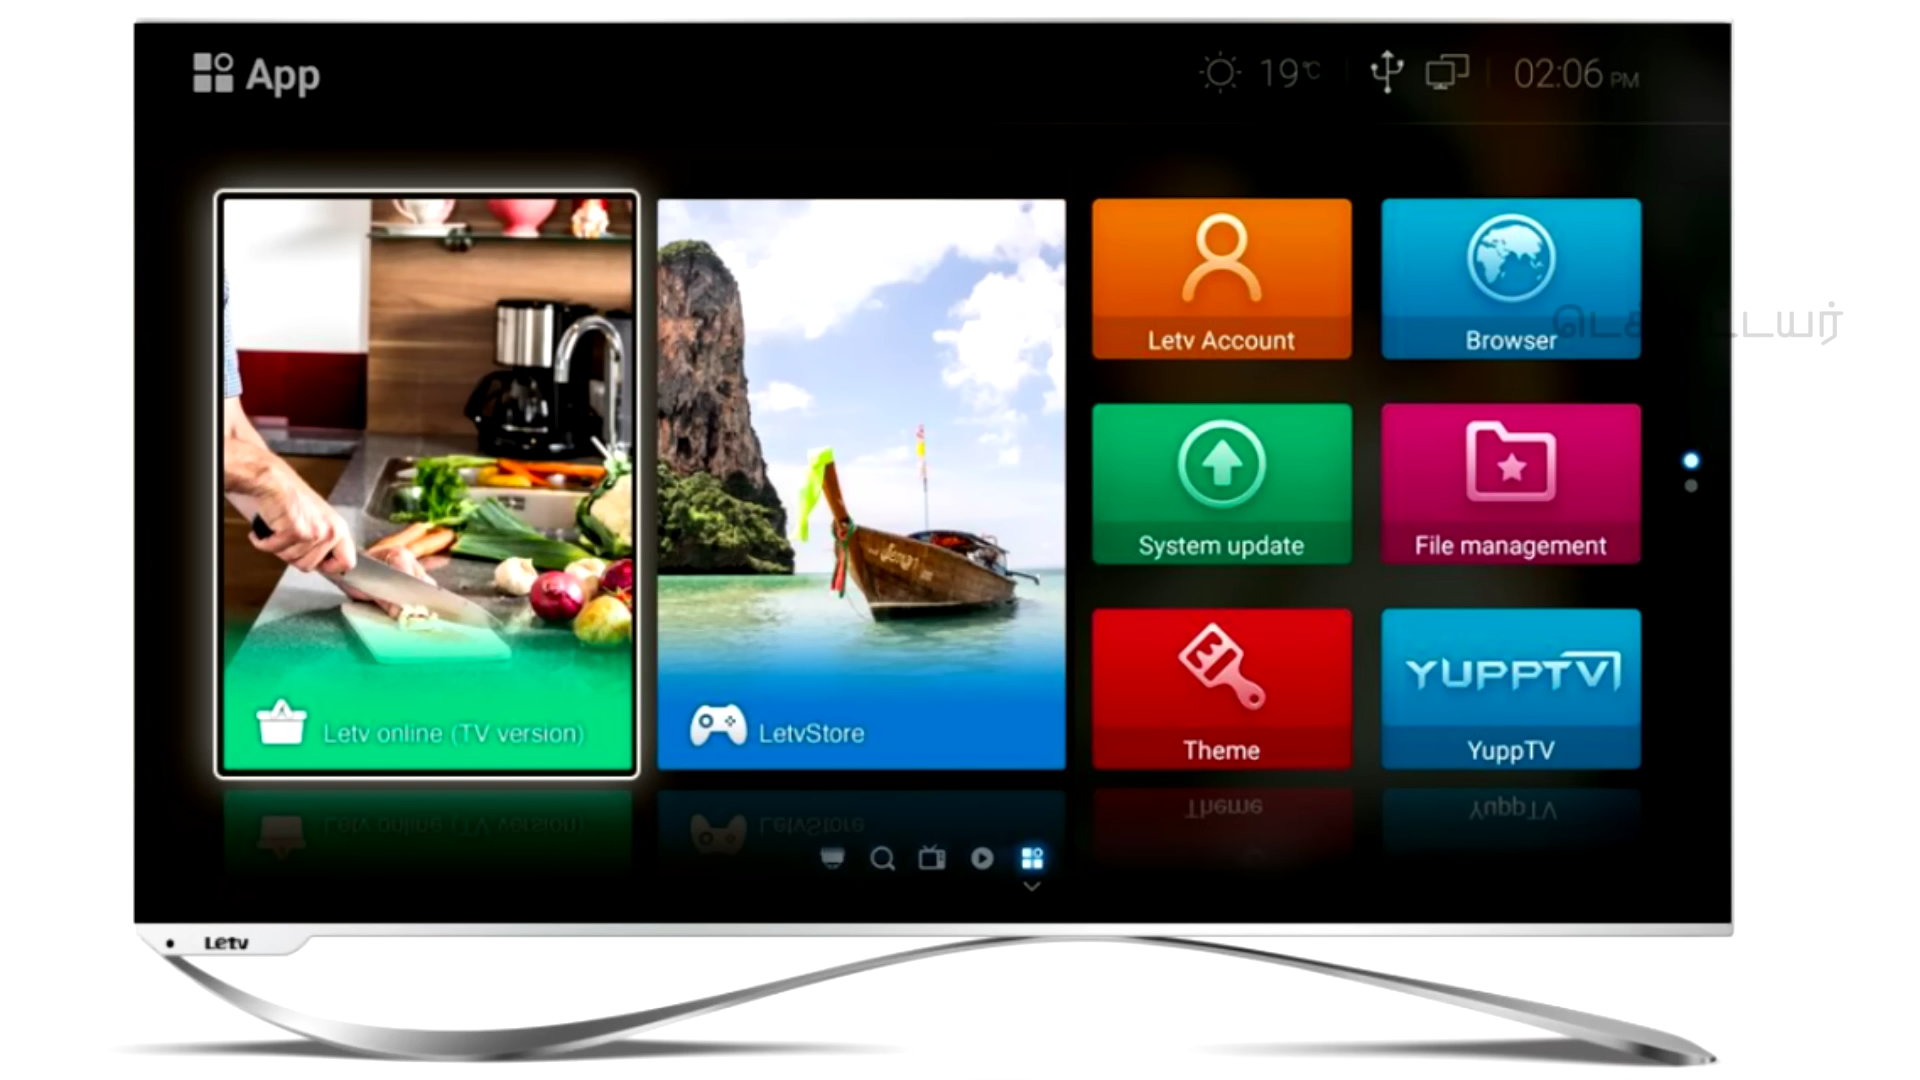 App
19°C
02:06 PM
Letv Account
Browser
System update
File management
Letv online (TV version)
LetvStore
Theme
YUPPTV
YuppTV
Letv